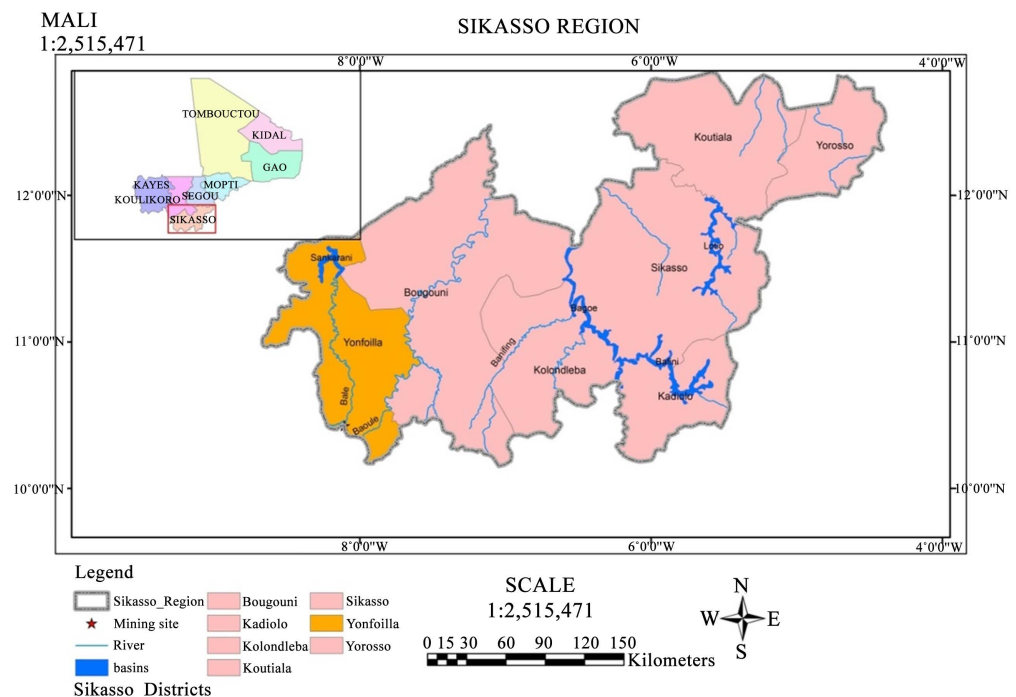 MALI
1:2,515,471
SIKASSO REGION
8°0'0"W 6°0'0"W 4°0'0"W
TOMBOUCTOU
KIDAL
GAO
MOPTI
KAYES
SEGOU
KOULIKORO
SIKASSO
12°0'0"N 12°0'0"N
Koutiala
Yorosso
Lotio
Sankarani
Sikasso
Bougouni
Bagoe
11°0'0"N 11°0'0"N
Yonfoilla
Banifing
Kolondleba
Bafini
Kadiolo
Bale
Baoule
10°0'0"N 10°0'0"N
8°0'0"W 6°0'0"W 4°0'0"W
Legend
Sikasso_Region
Mining site
River
basins
Sikasso_Districts
Bougouni
Kadiolo
Kolondleba
Koutiala
Sikasso
Yonfoilla
Yorosso
SCALE
1:2,515,471
0 15 30 60 90 120 150
Kilometers
N
W E
S